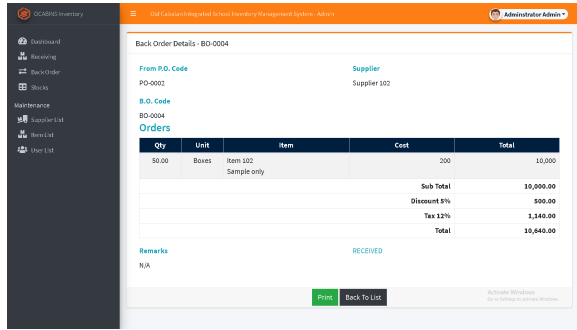 OCABINS Inventory
Old Cabalan Integrated School Inventory Management System - Admin
Adminstrator Admin
Dashboard
Receiving
Back Order
Stocks
Maintenance
Supplier List
Item List
User List
Back Order Details - BO-0004
From P.O. Code
Supplier
PO-0002
Supplier 102
B.O. Code
BO-0004
Orders
Qty Unit Item Cost Total
50.00 Boxes Item 102 200 10,000
Sample only
Sub Total 10,000.00
Discount 5% 500.00
Tax 12% 1,140.00
Total 10,640.00
Remarks
RECEIVED
N/A
Print
Back To List
Activate Windows
Go to Settings to activate Windows.